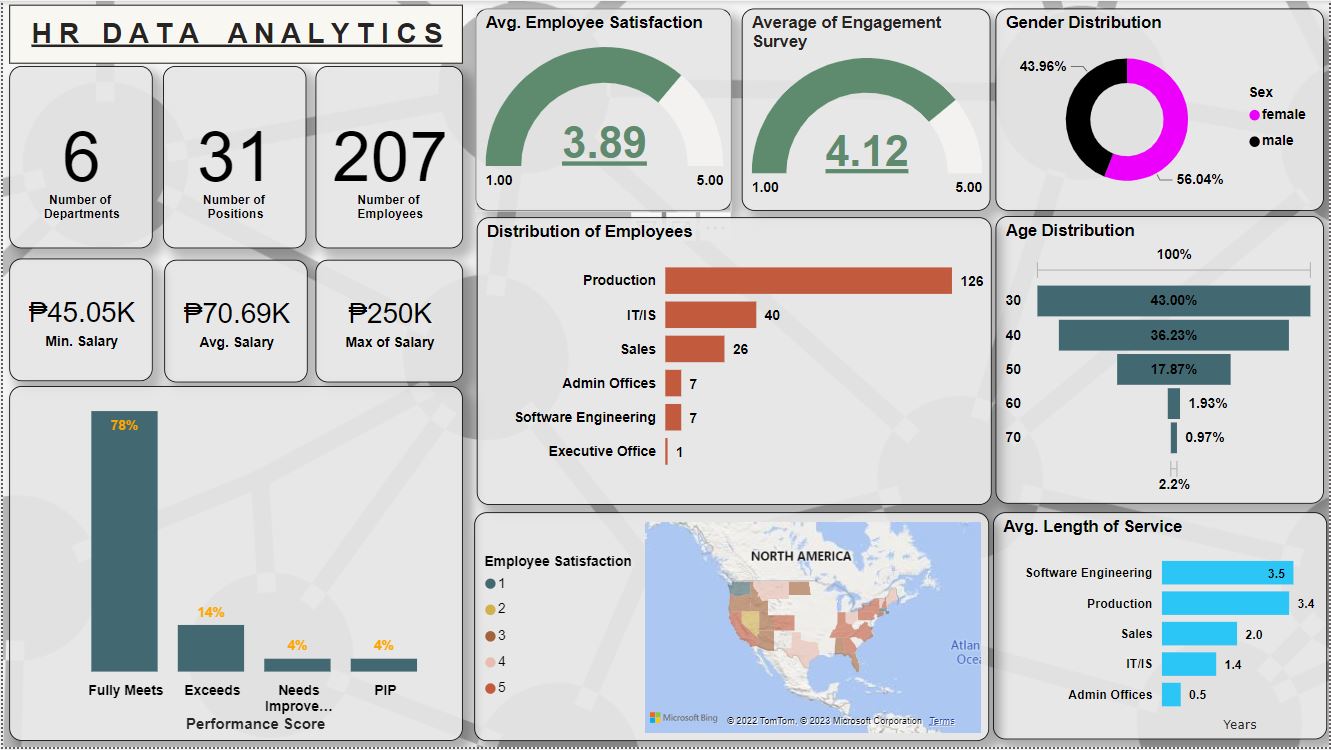 HR DATA ANALYTICS
6
Number of
Departments
31
Number of
Positions
207
Number of
Employees
₱45.05K
Min. Salary
₱70.69K
Avg. Salary
₱250K
Max of Salary
78%
14%
4%
4%
Fully Meets
Exceeds
Needs
Improve...
PIP
Performance Score
Avg. Employee Satisfaction
3.89
1.00
5.00
Average of Engagement
Survey
4.12
1.00
5.00
Gender Distribution
43.96%
56.04%
Sex
female
male
Distribution of Employees
Production 126
IT/IS 40
Sales 26
Admin Offices 7
Software Engineering 7
Executive Office 1
Age Distribution
100%
30 43.00%
40 36.23%
50 17.87%
60 1.93%
70 0.97%
2.2%
Employee Satisfaction
1
2
3
4
5
NORTH AMERICA
Atlan
Ocea
Microsoft Bing
© 2022 TomTom, © 2023 Microsoft Corporation Terms
Avg. Length of Service
Software Engineering 3.5
Production 3.4
Sales 2.0
IT/IS 1.4
Admin Offices 0.5
Years